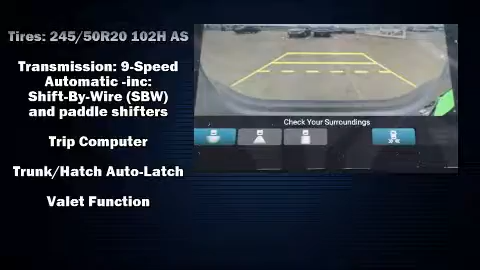 Tires: 245/50R20 102H AS
Transmission: 9-Speed
Automatic -inc:
Shift-By-Wire (SBW)
and paddle shifters
Trip Computer
Trunk/Hatch Auto-Latch
Valet Function
Check Your Surroundings